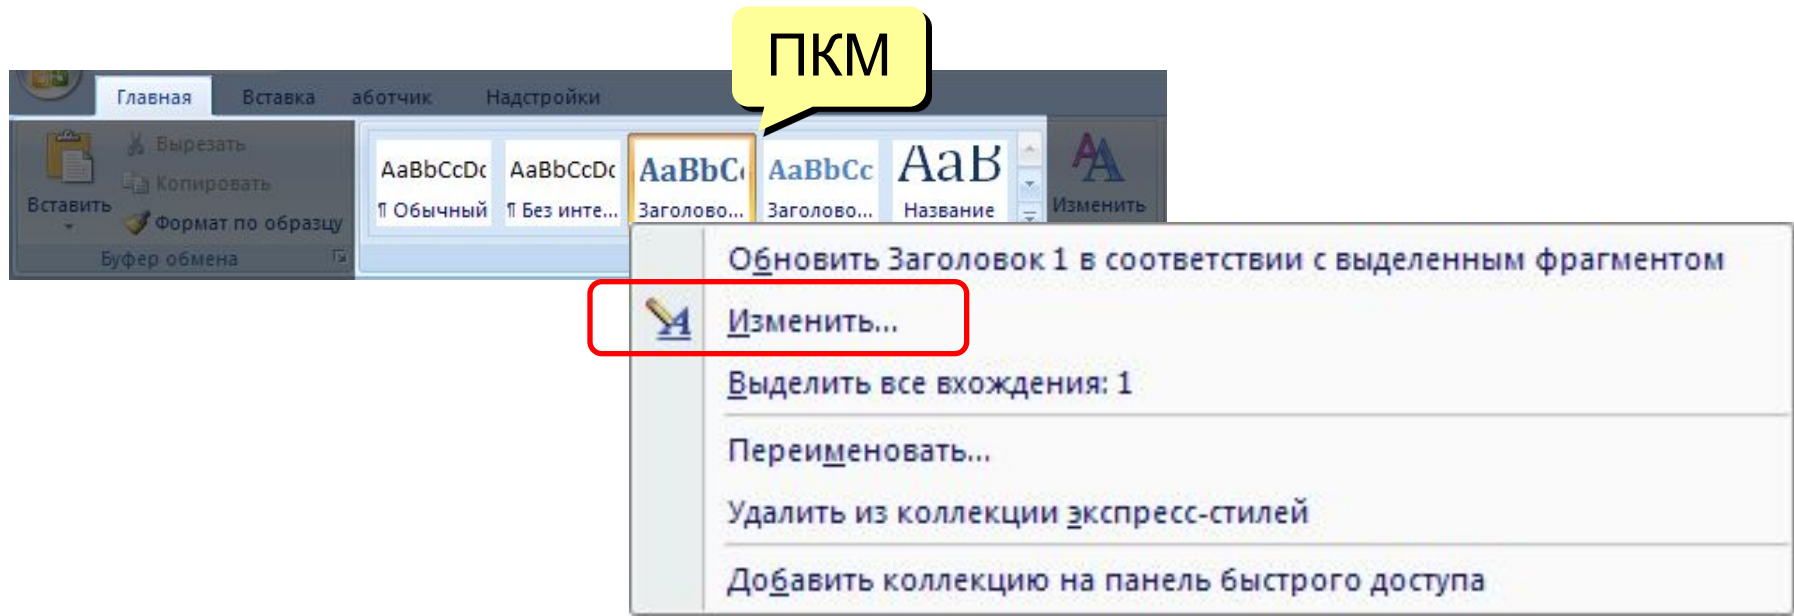 ПКМ
Главная Вставка аботчик Надстройки
Вырезать
Копировать
Вставить
Формат по образцу
Буфер обмена
AaBbCcDc AaBbCcDc AaBbC AaBbCc AaB
¶ Обычный ¶ Без инте... Заголово... Заголово... Название
Изменить
Обновить Заголовок 1 в соответствии с выделенным фрагментом
Изменить...
Выделить все вхождения: 1
Переименовать...
Удалить из коллекции экспресс-стилей
Добавить коллекцию на панель быстрого доступа